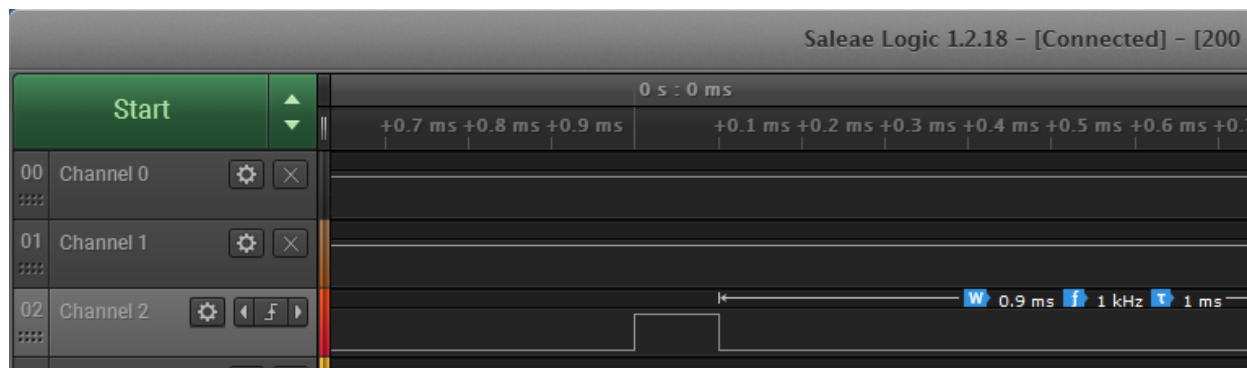 Saleae Logic 1.2.18 - [Connected] - [200
Start
0 s : 0 ms
+0.7 ms +0.8 ms +0.9 ms +0.1 ms +0.2 ms +0.3 ms +0.4 ms +0.5 ms +0.6 ms +0.
00 Channel 0
01 Channel 1
02 Channel 2
W 0.9 ms f 1 kHz T 1 ms